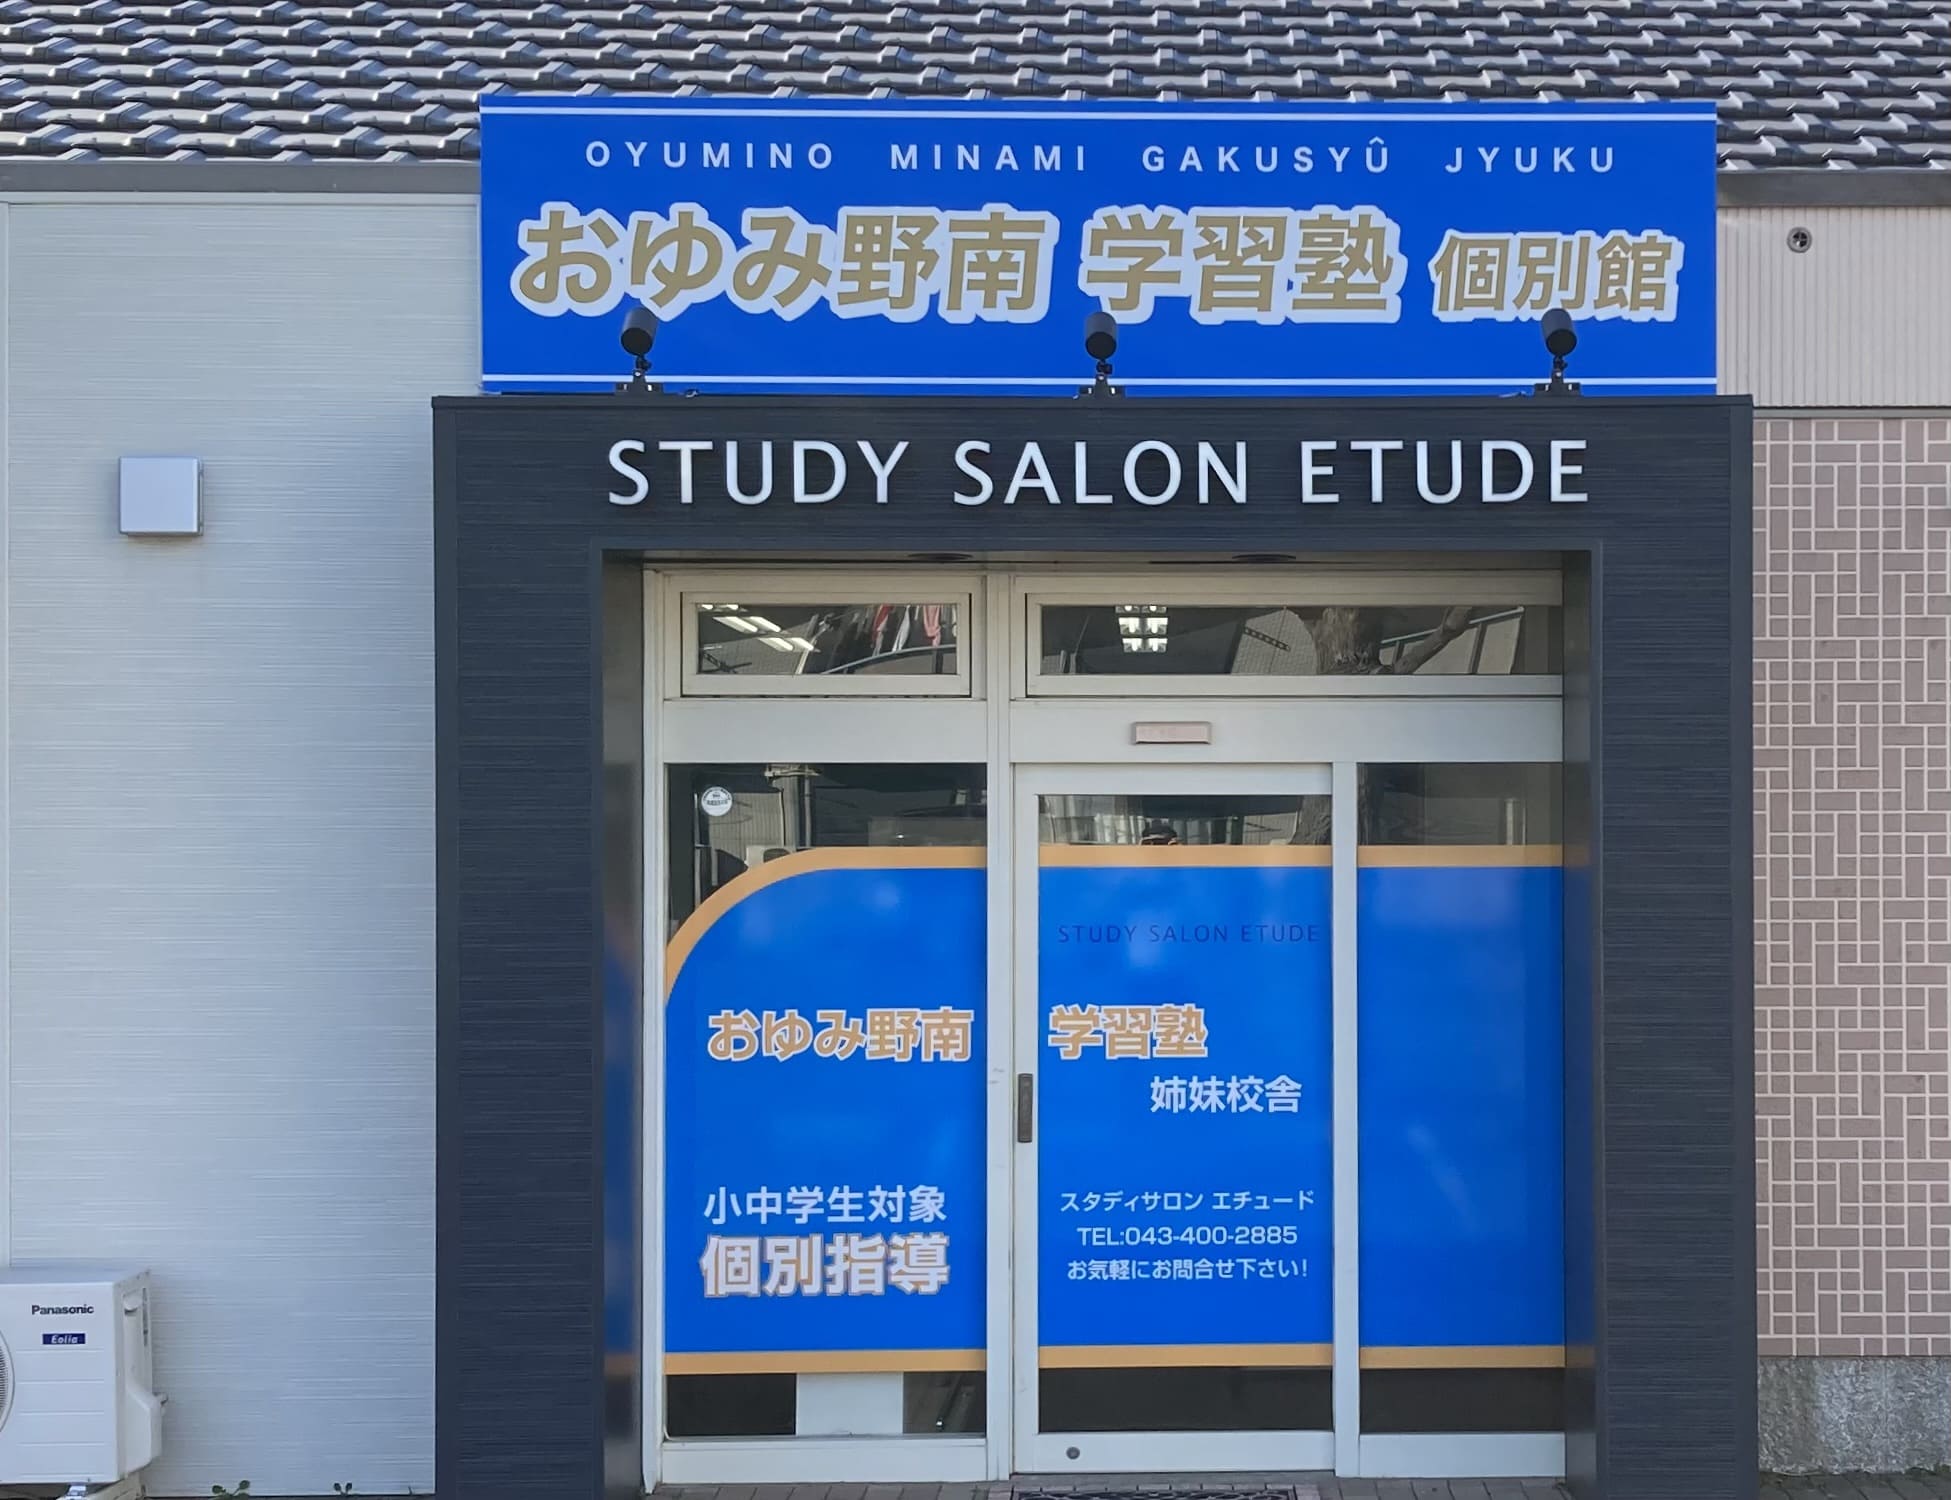 OYUMINO MINAMI GAKUSYÛ JYUKU
おゆみ野南 学習塾 個別館
STUDY SALON ETUDE
STUDY SALON ETUDE
おゆみ野南 学習塾
姉妹校舎
小中学生対象
個別指導
スタディサロン エチュード
TEL:043-400-2885
お気軽にお問合せ下さい!
Panasonic
Eolia